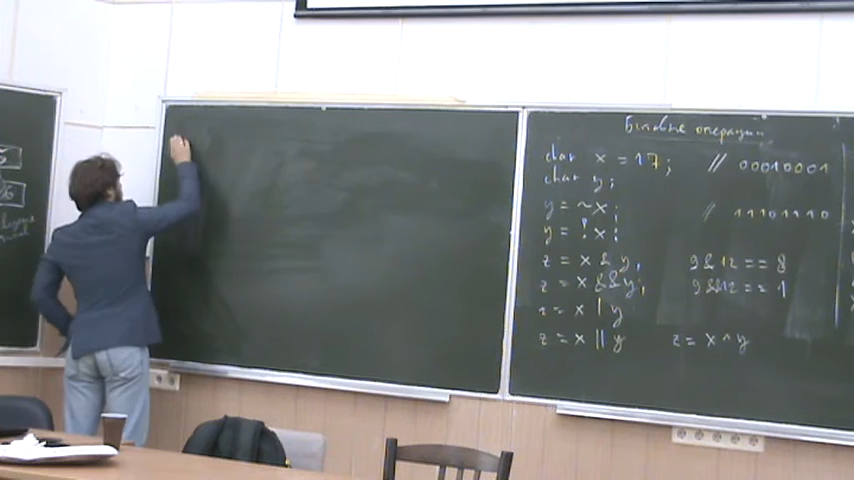 Битовые операции
char x = 17; // 00010001
char y;
y = ~x; // 11101110
y = !x;
z = x & y; 9&12 == 8
z = x && y; 9&&12 == 1
z = x | y
z = x || y z = x ^ y